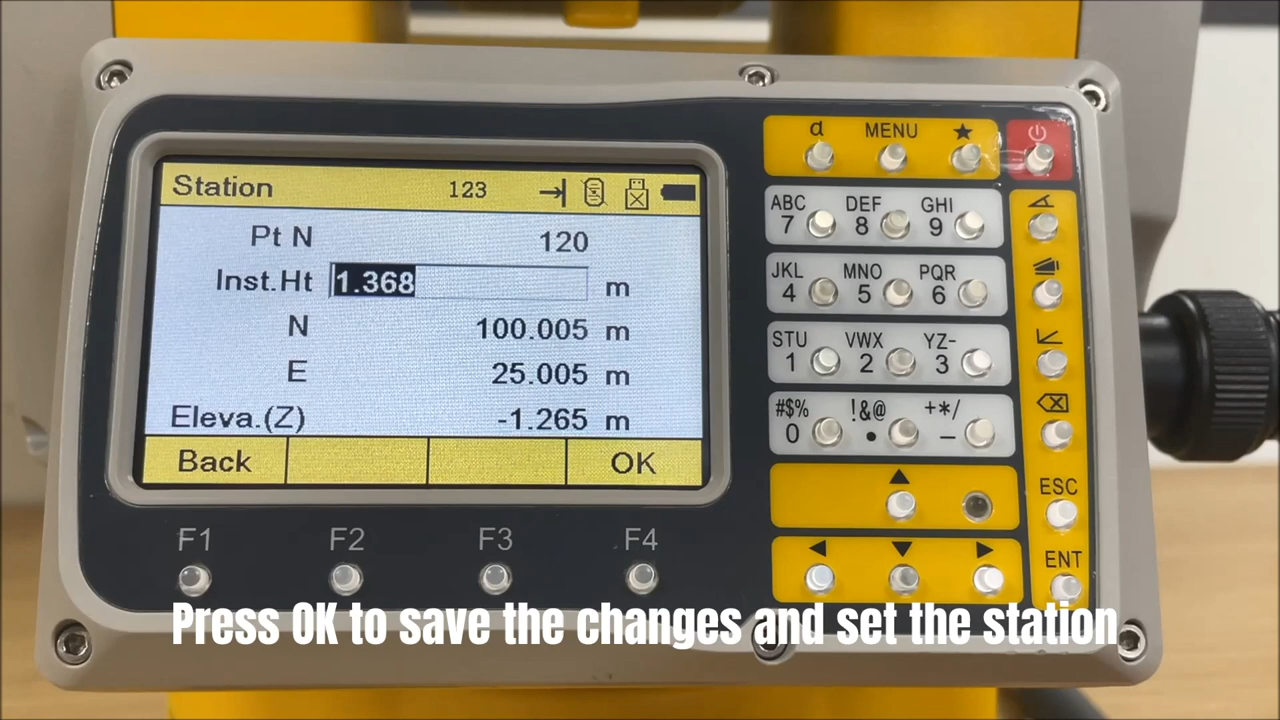 Station 123
Pt N 120
Inst.Ht 1.368 m
N 100.005 m
E 25.005 m
Eleva.(Z) -1.265 m
Back OK
F1 F2 F3 F4
α MENU ★
ABC DEF GHI
7 8 9
JKL MNO PQR
4 5 6
STU VWX YZ-
1 2 3
#$% !&@ +*/
0 . -
ESC
ENT
Press OK to save the changes and set the station